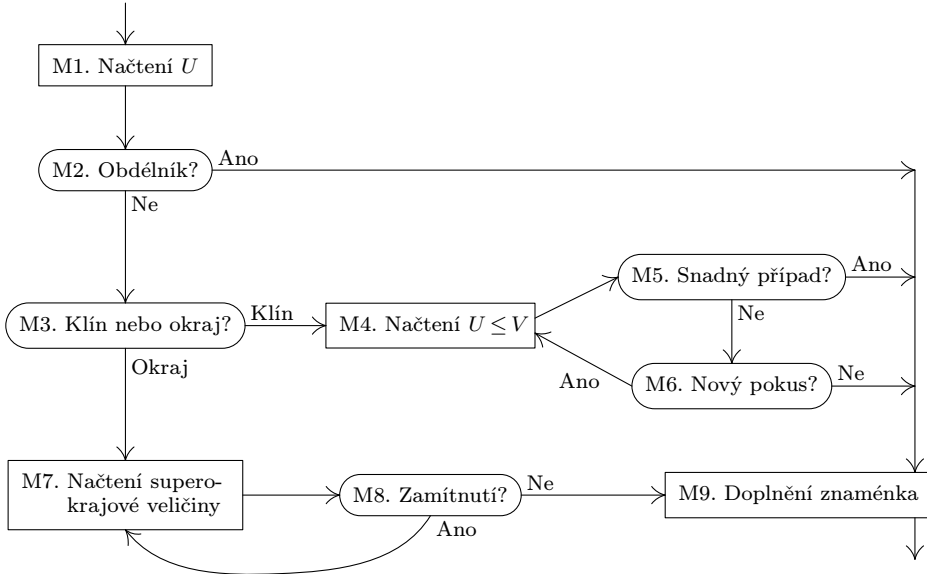 M1. Načtení U
M2. Obdélník?
Ano
Ne
M3. Klín nebo okraj?
Klín
Okraj
M4. Načtení U ≤ V
M5. Snadný případ?
Ano
Ne
M6. Nový pokus?
Ano
Ne
M7. Načtení supero-
krajové veličiny
M8. Zamítnutí?
Ne
Ano
M9. Doplnění znaménka